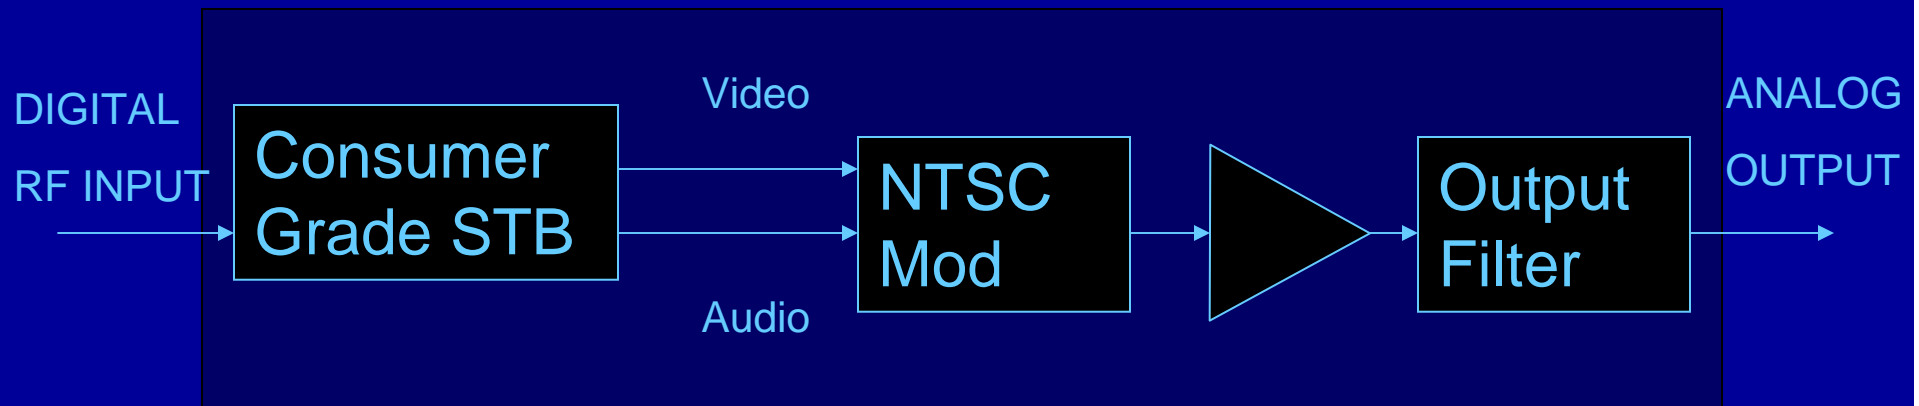 DIGITAL
RF INPUT
Consumer
Grade STB
Video
Audio
NTSC
Mod
Output
Filter
ANALOG
OUTPUT